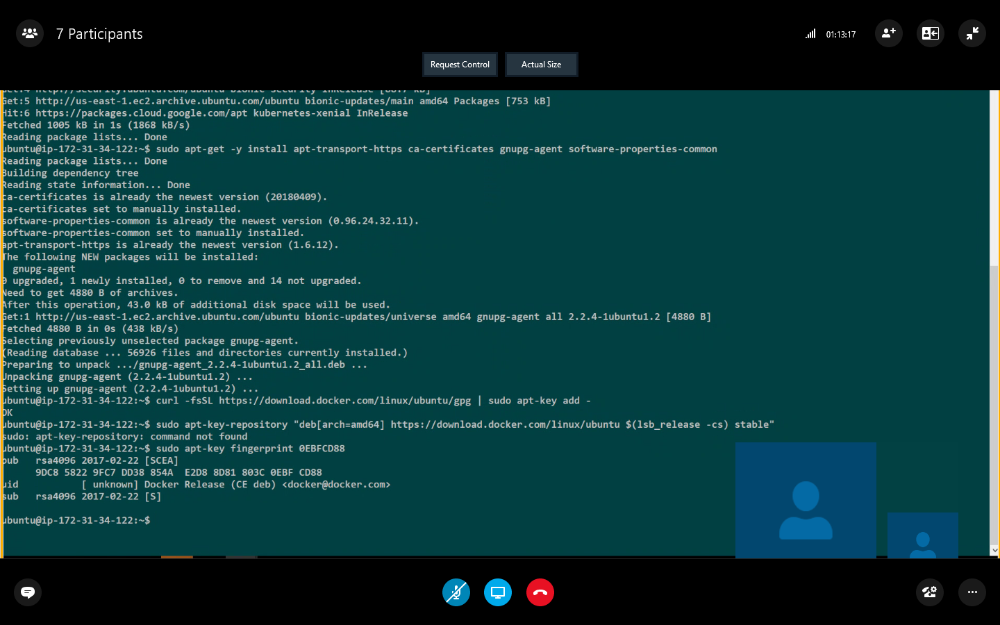 7 Participants
01:13:17
Request Control
Actual Size
Get:4 http://security.ubuntu.com/ubuntu bionic-security InRelease [88.7 kB]
Get:5 http://us-east-1.ec2.archive.ubuntu.com/ubuntu bionic-updates/main amd64 Packages [753 kB]
Hit:6 https://packages.cloud.google.com/apt kubernetes-xenial InRelease
Fetched 1005 kB in 1s (1868 kB/s)
Reading package lists... Done
ubuntu@ip-172-31-34-122:~$ sudo apt-get -y install apt-transport-https ca-certificates gnupg-agent software-properties-common
Reading package lists... Done
Building dependency tree
Reading state information... Done
ca-certificates is already the newest version (20180409).
ca-certificates set to manually installed.
software-properties-common is already the newest version (0.96.24.32.11).
software-properties-common set to manually installed.
apt-transport-https is already the newest version (1.6.12).
The following NEW packages will be installed:
gnupg-agent
0 upgraded, 1 newly installed, 0 to remove and 14 not upgraded.
Need to get 4880 B of archives.
After this operation, 43.0 kB of additional disk space will be used.
Get:1 http://us-east-1.ec2.archive.ubuntu.com/ubuntu bionic-updates/universe amd64 gnupg-agent all 2.2.4-1ubuntu1.2 [4880 B]
Fetched 4880 B in 0s (438 kB/s)
Selecting previously unselected package gnupg-agent.
(Reading database ... 56926 files and directories currently installed.)
Preparing to unpack .../gnupg-agent_2.2.4-1ubuntu1.2_all.deb ...
Unpacking gnupg-agent (2.2.4-1ubuntu1.2) ...
Setting up gnupg-agent (2.2.4-1ubuntu1.2) ...
ubuntu@ip-172-31-34-122:~$ curl -fsSL https://download.docker.com/linux/ubuntu/gpg | sudo apt-key add -
OK
ubuntu@ip-172-31-34-122:~$ sudo apt-key-repository "deb[arch=amd64] https://download.docker.com/linux/ubuntu $(lsb_release -cs) stable"
sudo: apt-key-repository: command not found
ubuntu@ip-172-31-34-122:~$ sudo apt-key fingerprint 0EBFCD88
pub rsa4096 2017-02-22 [SCEA]
9DC8 5822 9FC7 DD38 854A E2D8 8D81 803C 0EBF CD88
uid [ unknown] Docker Release (CE deb) <docker@docker.com>
sub rsa4096 2017-02-22 [S]
ubuntu@ip-172-31-34-122:~$